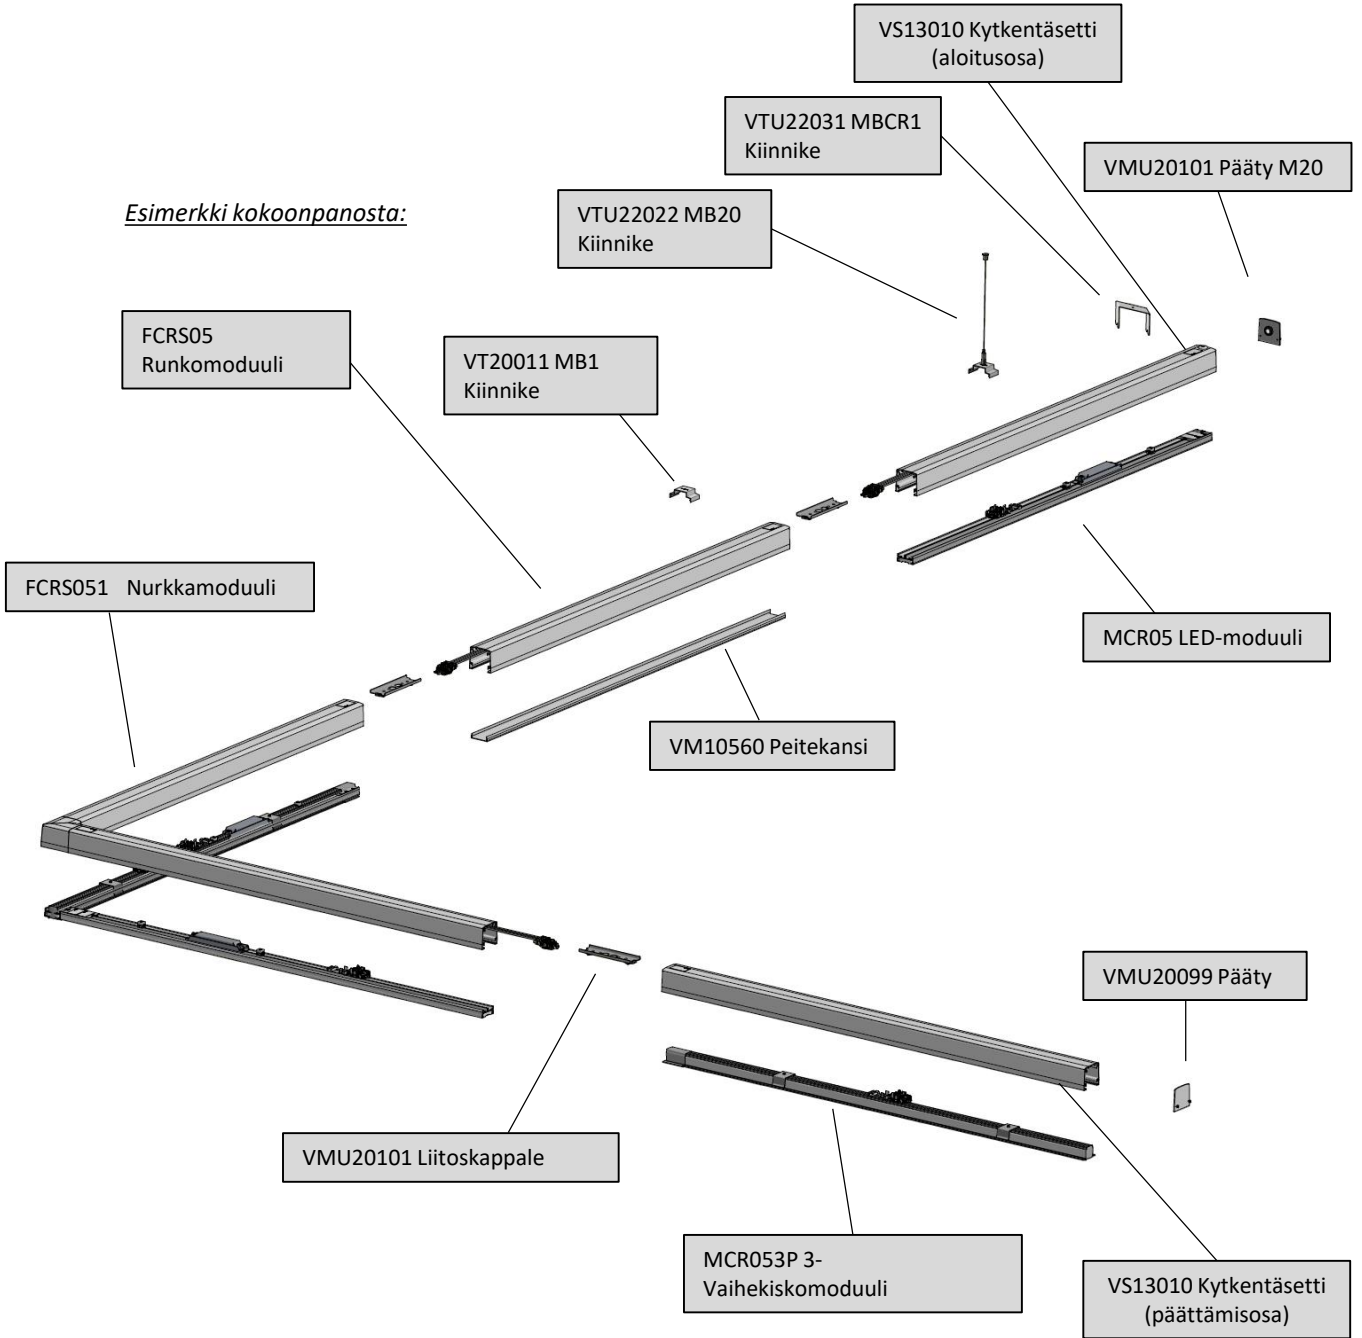 VS13010 Kytkentäsetti
(aloitusosa)
VTU22031 MBCR1
Kiinnike
VMU20101 Pääty M20
Esimerkki kokoonpanosta:
VTU22022 MB20
Kiinnike
FCRS05
Runkomoduuli
VT20011 MB1
Kiinnike
FCRS051 Nurkkamoduuli
MCR05 LED-moduuli
VM10560 Peitekansi
VMU20099 Pääty
VMU20101 Liitoskappale
MCR053P 3-
Vaihekiskomoduuli
VS13010 Kytkentäsetti
(päättämisosa)